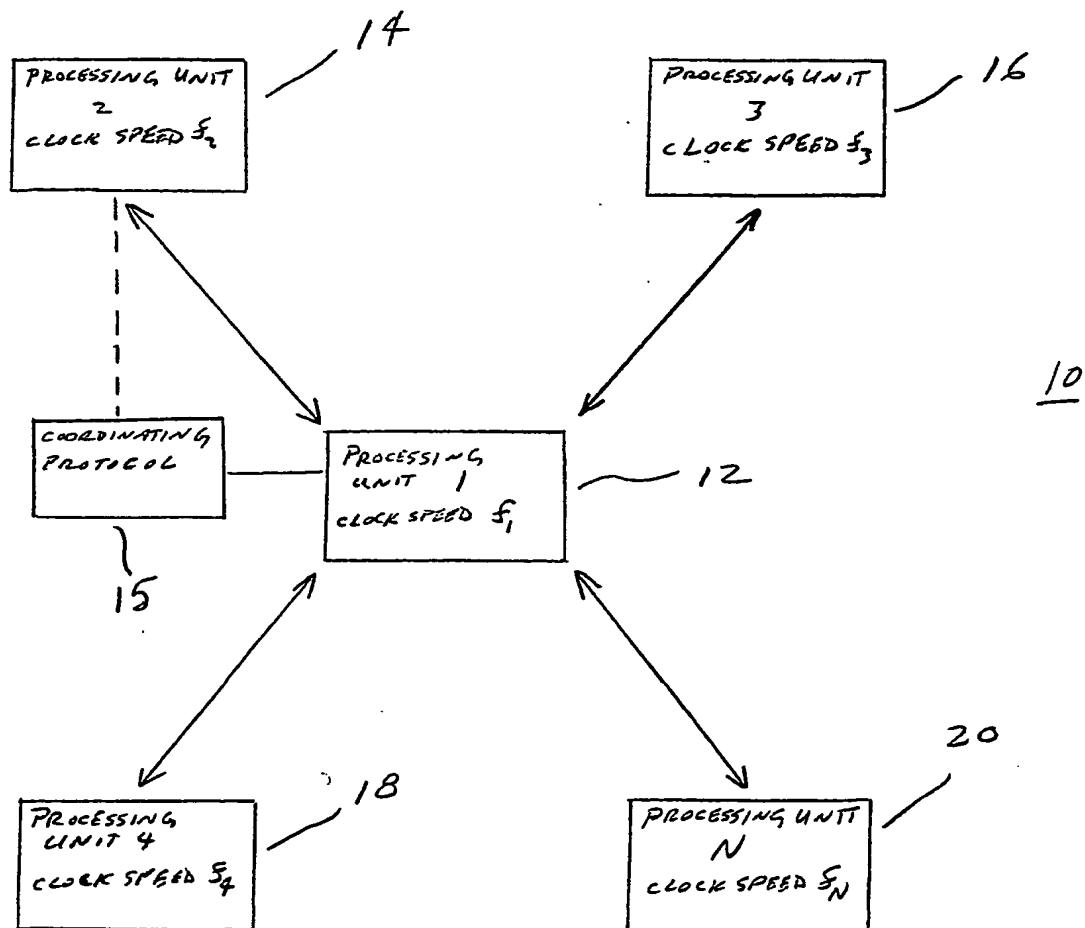 14
PROCESSING UNIT
2
CLOCK SPEED f2
16
PROCESSING UNIT
3
CLOCK SPEED f3
10
COORDINATING
PROTOCOL
15
PROCESSING
UNIT 1
CLOCK SPEED f1
12
18
PROCESSING
UNIT 4
CLOCK SPEED f4
20
PROCESSING UNIT
N
CLOCK SPEED fN